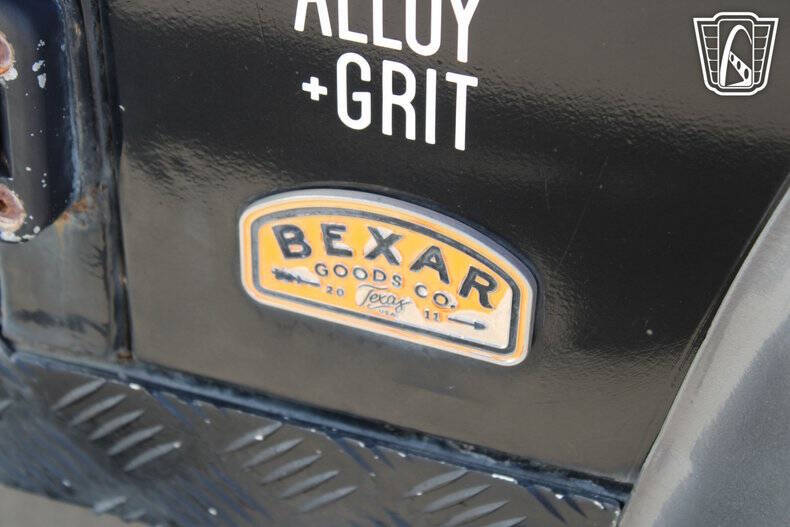 ALLOY
+GRIT
BEXAR
GOODS CO.
20 Texas 11
USA